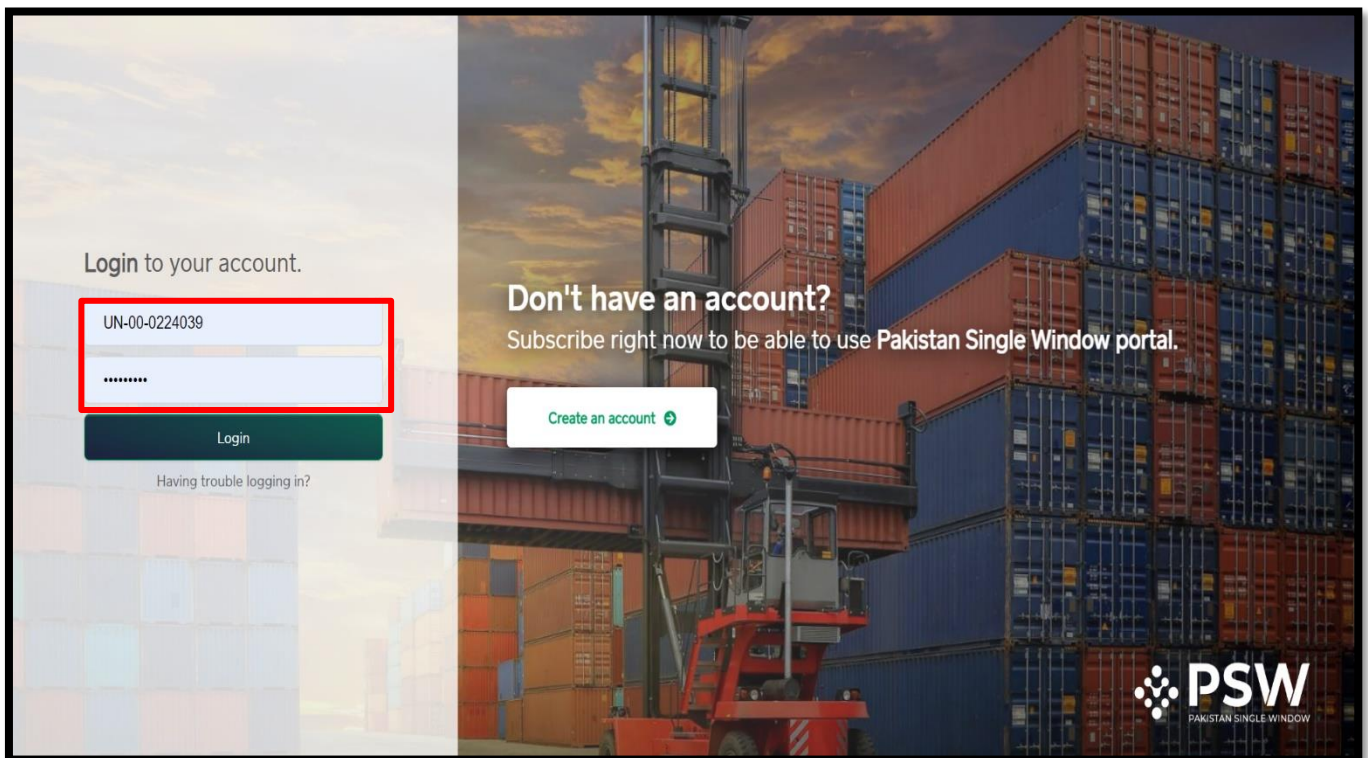 Login to your account.
UN-00-0224039
•••••••••
Login
Having trouble logging in?
Don't have an account?
Subscribe right now to be able to use Pakistan Single Window portal.
Create an account
PSW
PAKISTAN SINGLE WINDOW